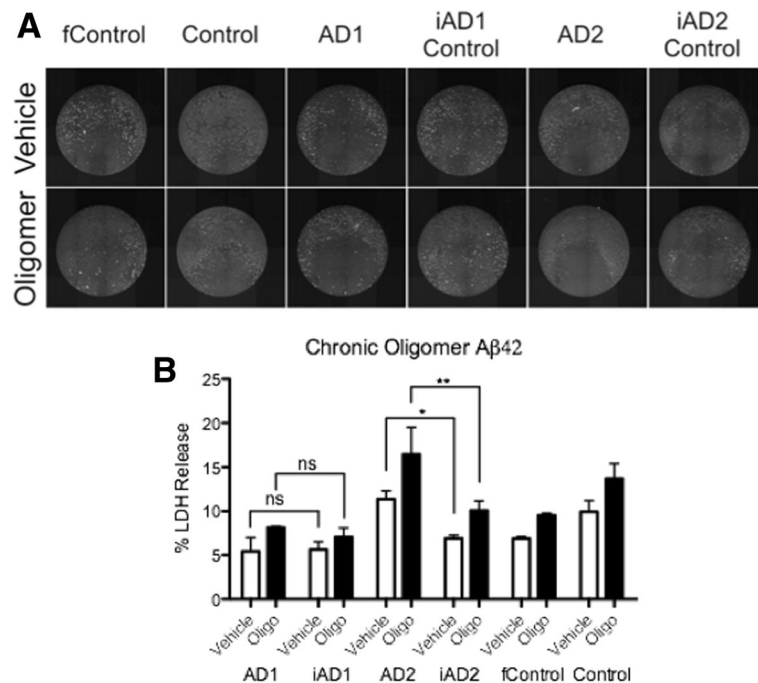 A
fControl Control AD1 iAD1 Control AD2 iAD2 Control
Vehicle
Oligomer
Chronic Oligomer Aβ42
B
% LDH Release
25
20
15
10
5
0
ns
ns
*
**
Vehicle Oligo Vehicle Oligo Vehicle Oligo Vehicle Oligo Vehicle Oligo Vehicle Oligo
AD1 iAD1 AD2 iAD2 fControl Control